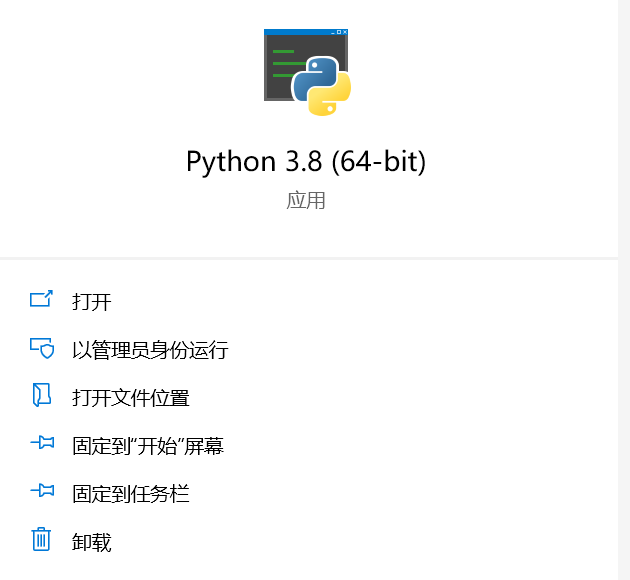 Python 3.8 (64-bit)
应用
打开
以管理员身份运行
打开文件位置
固定到“开始”屏幕
固定到任务栏
卸载